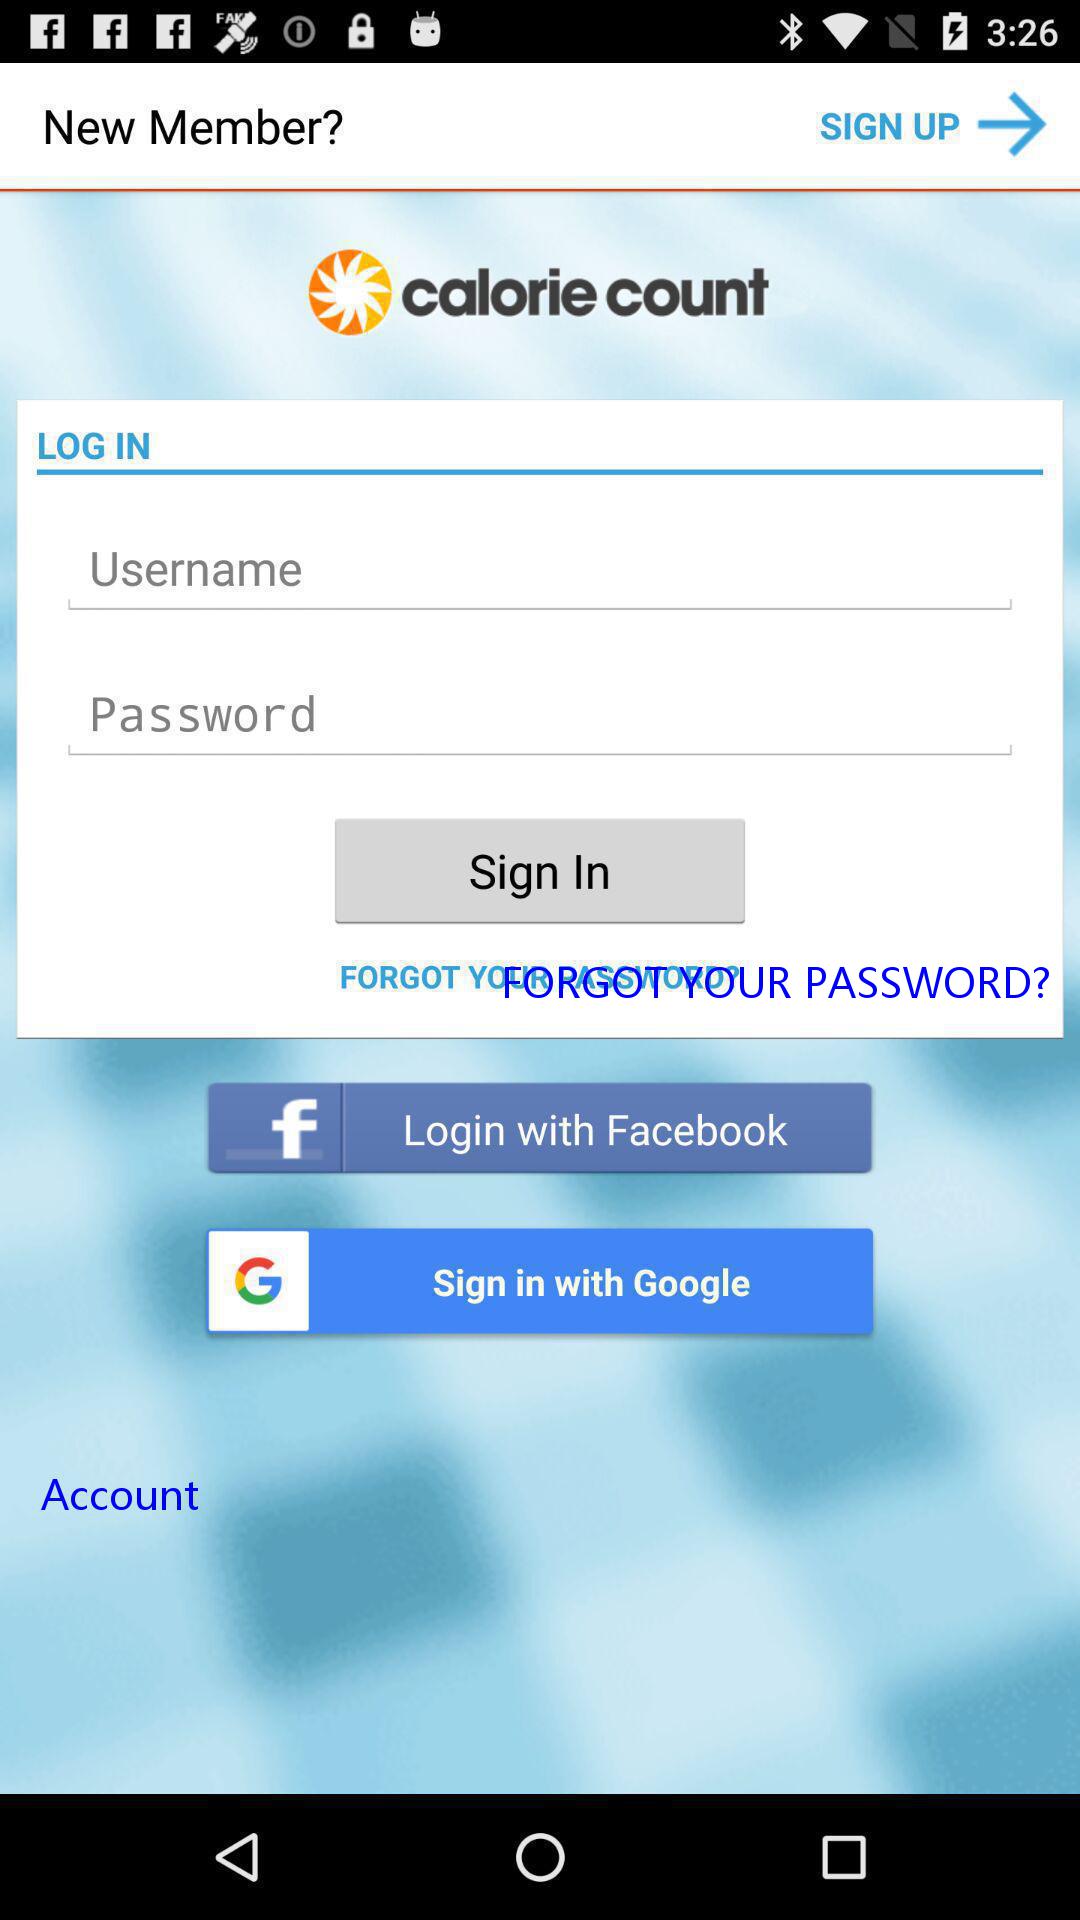 FAKE
3:26
New Member?
SIGN UP
calorie count
LOG IN
Username
Password
Sign In
FORGOT YOUR PASSWORD?
FORGOT YOUR PASSWORD?
Login with Facebook
Sign in with Google
Account